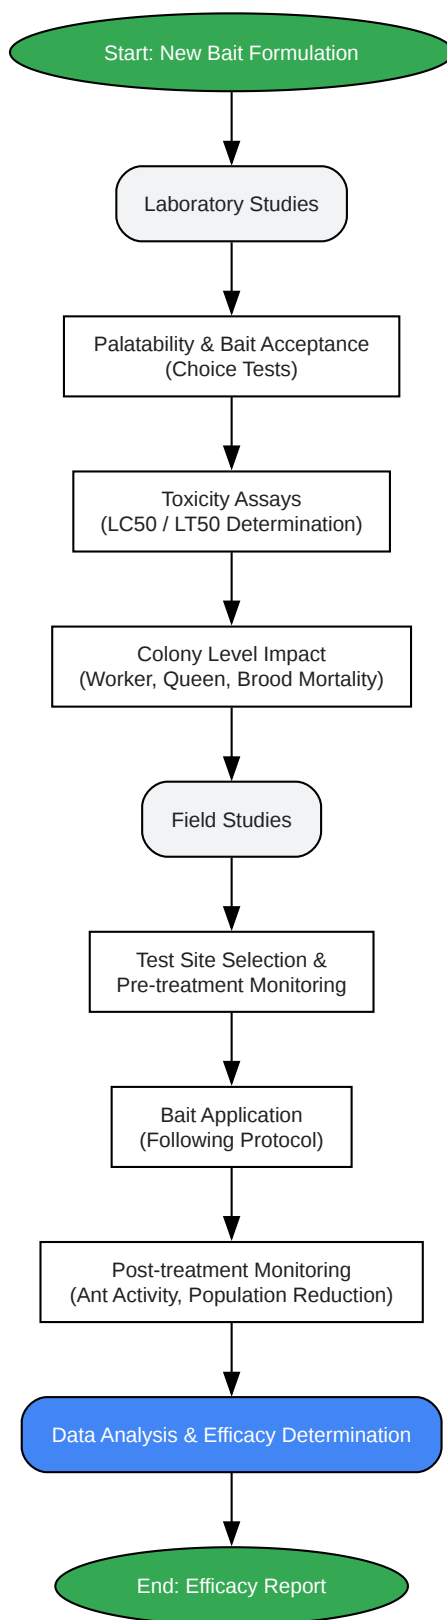 Start: New Bait Formulation
Laboratory Studies
Palatability & Bait Acceptance
(Choice Tests)
Toxicity Assays
(LC50 / LT50 Determination)
Colony Level Impact
(Worker, Queen, Brood Mortality)
Field Studies
Test Site Selection &
Pre-treatment Monitoring
Bait Application
(Following Protocol)
Post-treatment Monitoring
(Ant Activity, Population Reduction)
Data Analysis & Efficacy Determination
End: Efficacy Report